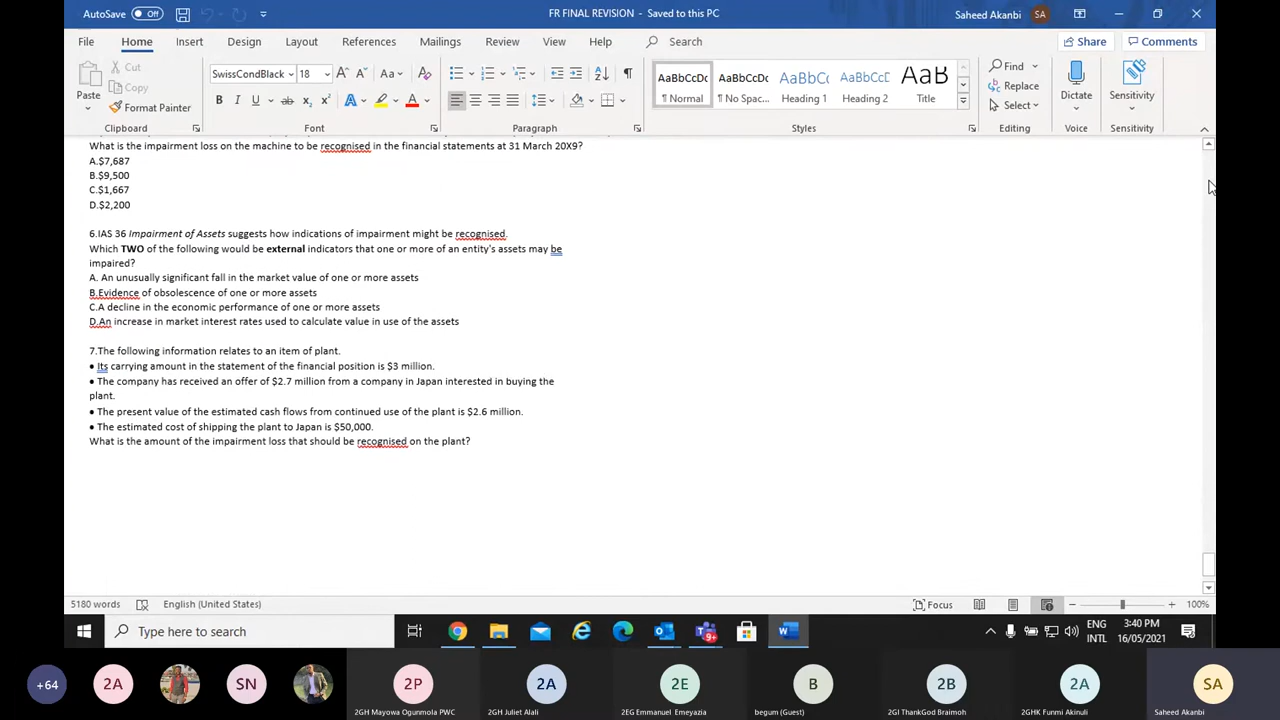 AutoSave Off
FR FINAL REVISION - Saved to this PC
Saheed Akanbi SA
File Home Insert Design Layout References Mailings Review View Help Search
Share Comments
Paste
Cut
Copy
Format Painter
SwissCondBlack 18
AaBbCcDc AaBbCcDc AaBbCc AaBbCcD AaB
¶ Normal ¶ No Spac... Heading 1 Heading 2 Title
Find
Replace
Select
Dictate Sensitivity
Clipboard Font Paragraph Styles Editing Voice Sensitivity
What is the impairment loss on the machine to be recognised in the financial statements at 31 March 20X9?
A.$7,687
B.$9,500
C.$1,667
D.$2,200
6.IAS 36 Impairment of Assets suggests how indications of impairment might be recognised.
Which TWO of the following would be external indicators that one or more of an entity's assets may be
impaired?
A. An unusually significant fall in the market value of one or more assets
B.Evidence of obsolescence of one or more assets
C.A decline in the economic performance of one or more assets
D.An increase in market interest rates used to calculate value in use of the assets
7.The following information relates to an item of plant.
• Its carrying amount in the statement of the financial position is $3 million.
• The company has received an offer of $2.7 million from a company in Japan interested in buying the
plant.
• The present value of the estimated cash flows from continued use of the plant is $2.6 million.
• The estimated cost of shipping the plant to Japan is $50,000.
What is the amount of the impairment loss that should be recognised on the plant?
5180 words English (United States) Focus 100%
Type here to search
ENG
INTL
3:40 PM
16/05/2021
+64 2A SN 2P 2A 2E B 2B 2A SA
2GH Mayowa Ogunmola PWC 2GH Juliet Alali 2EG Emmanuel Emeyazia begum (Guest) 2GI ThankGod Braimoh 2GHK Funmi Akinuli Saheed Akanbi